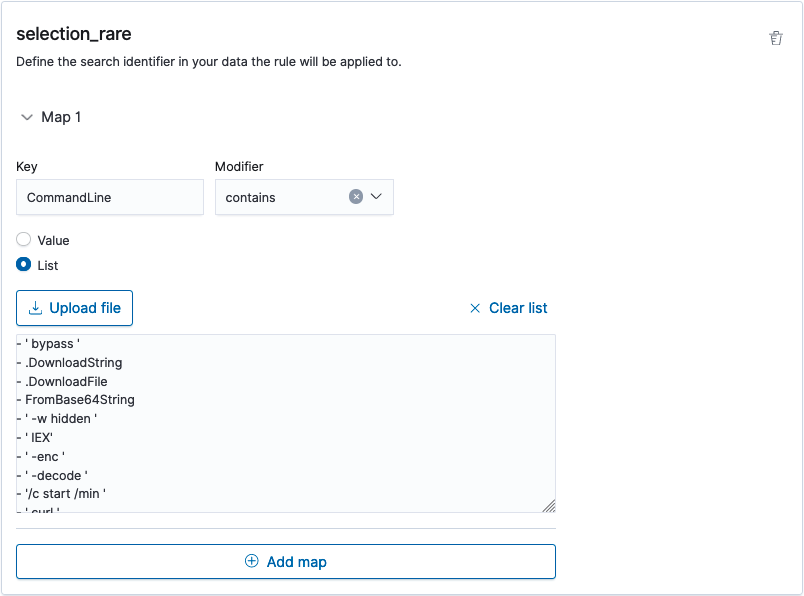 selection_rare
Define the search identifier in your data the rule will be applied to.
Map 1
Key
Modifier
CommandLine
contains
Value
List
Upload file
Clear list
- ' bypass '
- .DownloadString
- .DownloadFile
- FromBase64String
- ' -w hidden '
- ' IEX'
- ' -enc '
- ' -decode '
- '/c start /min '
- ' curl '
Add map